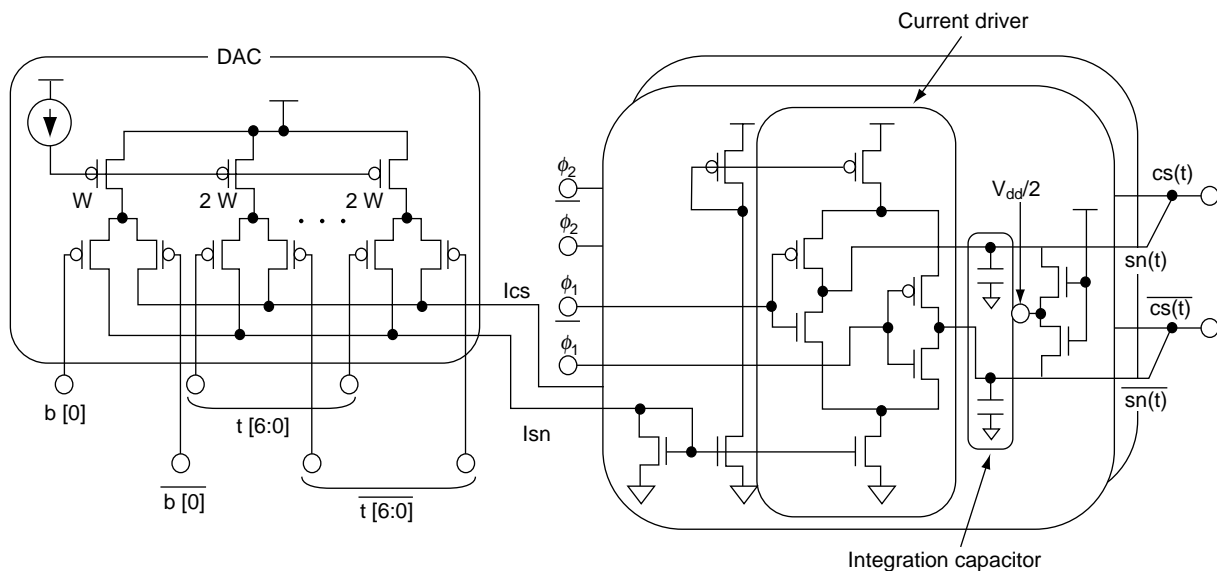 Current driver
DAC
W
2 W
. . .
2 W
ϕ2
ϕ2
ϕ1
ϕ1
Vdd/2
cs(t)
sn(t)
cs(t)
sn(t)
Ics
Isn
b [0]
t [6:0]
b [0]
t [6:0]
Integration capacitor